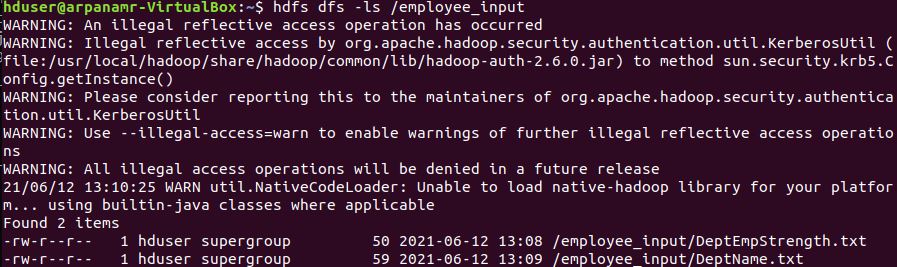 hduser@arpanamr-VirtualBox:~$ hdfs dfs -ls /employee_input
WARNING: An illegal reflective access operation has occurred
WARNING: Illegal reflective access by org.apache.hadoop.security.authentication.util.KerberosUtil (
file:/usr/local/hadoop/share/hadoop/common/lib/hadoop-auth-2.6.0.jar) to method sun.security.krb5.C
onfig.getInstance()
WARNING: Please consider reporting this to the maintainers of org.apache.hadoop.security.authentica
tion.util.KerberosUtil
WARNING: Use --illegal-access=warn to enable warnings of further illegal reflective access operatio
ns
WARNING: All illegal access operations will be denied in a future release
21/06/12 13:10:25 WARN util.NativeCodeLoader: Unable to load native-hadoop library for your platfor
m... using builtin-java classes where applicable
Found 2 items
-rw-r--r--   1 hduser supergroup         50 2021-06-12 13:08 /employee_input/DeptEmpStrength.txt
-rw-r--r--   1 hduser supergroup         59 2021-06-12 13:09 /employee_input/DeptName.txt